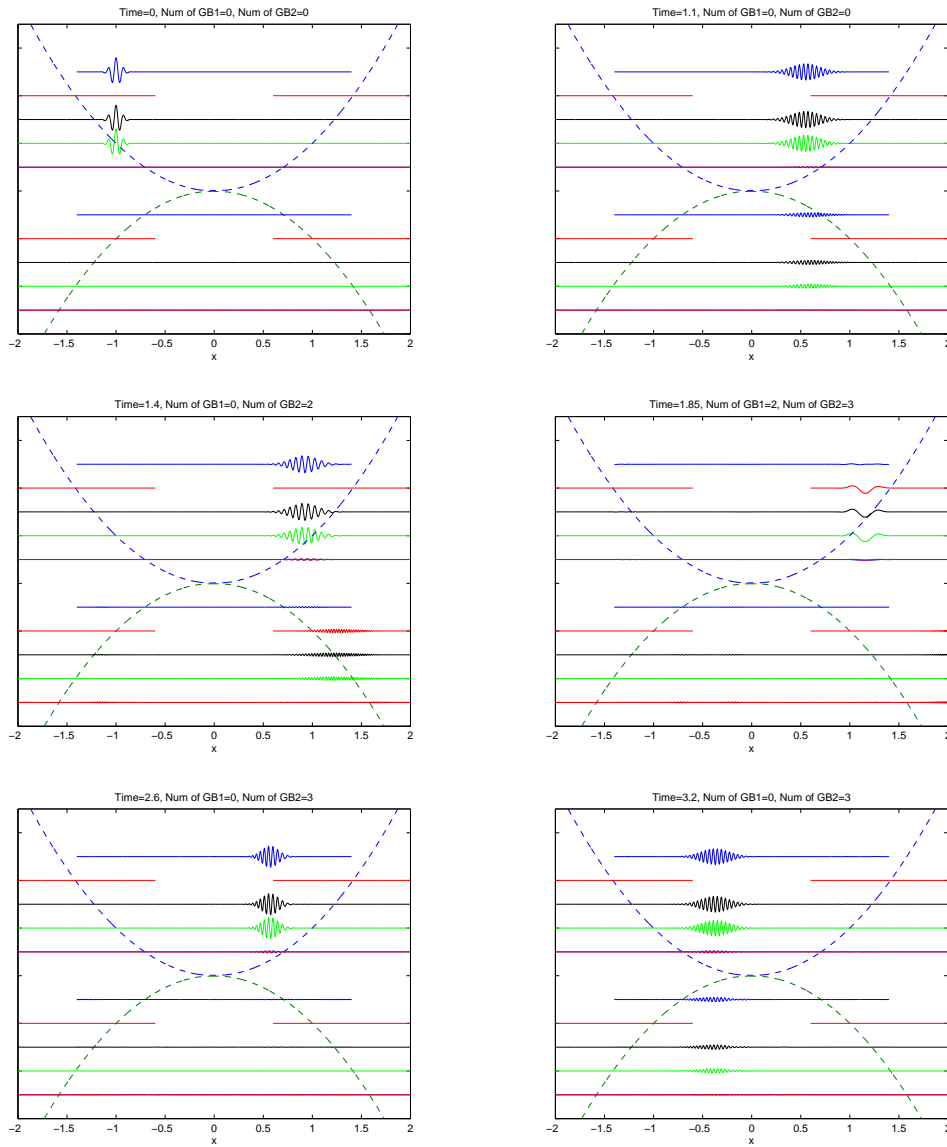 Time=0, Num of GB1=0, Num of GB2=0
−2 −1.5 −1 −0.5 0 0.5 1 1.5 2
x
Time=1.1, Num of GB1=0, Num of GB2=0
−2 −1.5 −1 −0.5 0 0.5 1 1.5 2
x
Time=1.4, Num of GB1=0, Num of GB2=2
−2 −1.5 −1 −0.5 0 0.5 1 1.5 2
x
Time=1.85, Num of GB1=2, Num of GB2=3
−2 −1.5 −1 −0.5 0 0.5 1 1.5 2
x
Time=2.6, Num of GB1=0, Num of GB2=3
−2 −1.5 −1 −0.5 0 0.5 1 1.5 2
x
Time=3.2, Num of GB1=0, Num of GB2=3
−2 −1.5 −1 −0.5 0 0.5 1 1.5 2
x